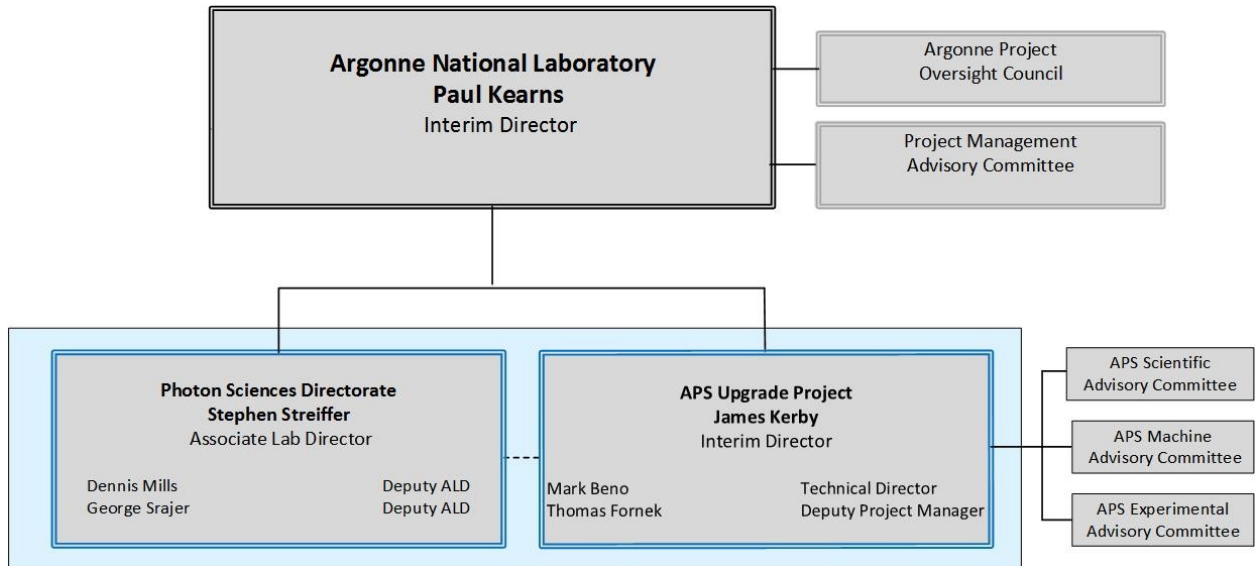 Argonne National Laboratory
Paul Kearns
Interim Director
Argonne Project
Oversight Council
Project Management
Advisory Committee
Photon Sciences Directorate
Stephen Streiffer
Associate Lab Director
Dennis Mills Deputy ALD
George Srajer Deputy ALD
APS Upgrade Project
James Kerby
Interim Director
Mark Beno Technical Director
Thomas Fornek Deputy Project Manager
APS Scientific
Advisory Committee
APS Machine
Advisory Committee
APS Experimental
Advisory Committee